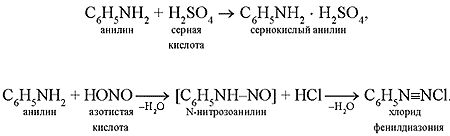 C₆H₅NH₂ + H₂SO₄ → C₆H₅NH₂ · H₂SO₄,
анилин серная сернокислый анилин
кислота
C₆H₅NH₂ + HONO –H₂O→ [C₆H₅NH–NO] + HCl –H₂O→ C₆H₅N≡NCl.
анилин азотистая N-нитрозоанилин хлорид
кислота фенилдиазония